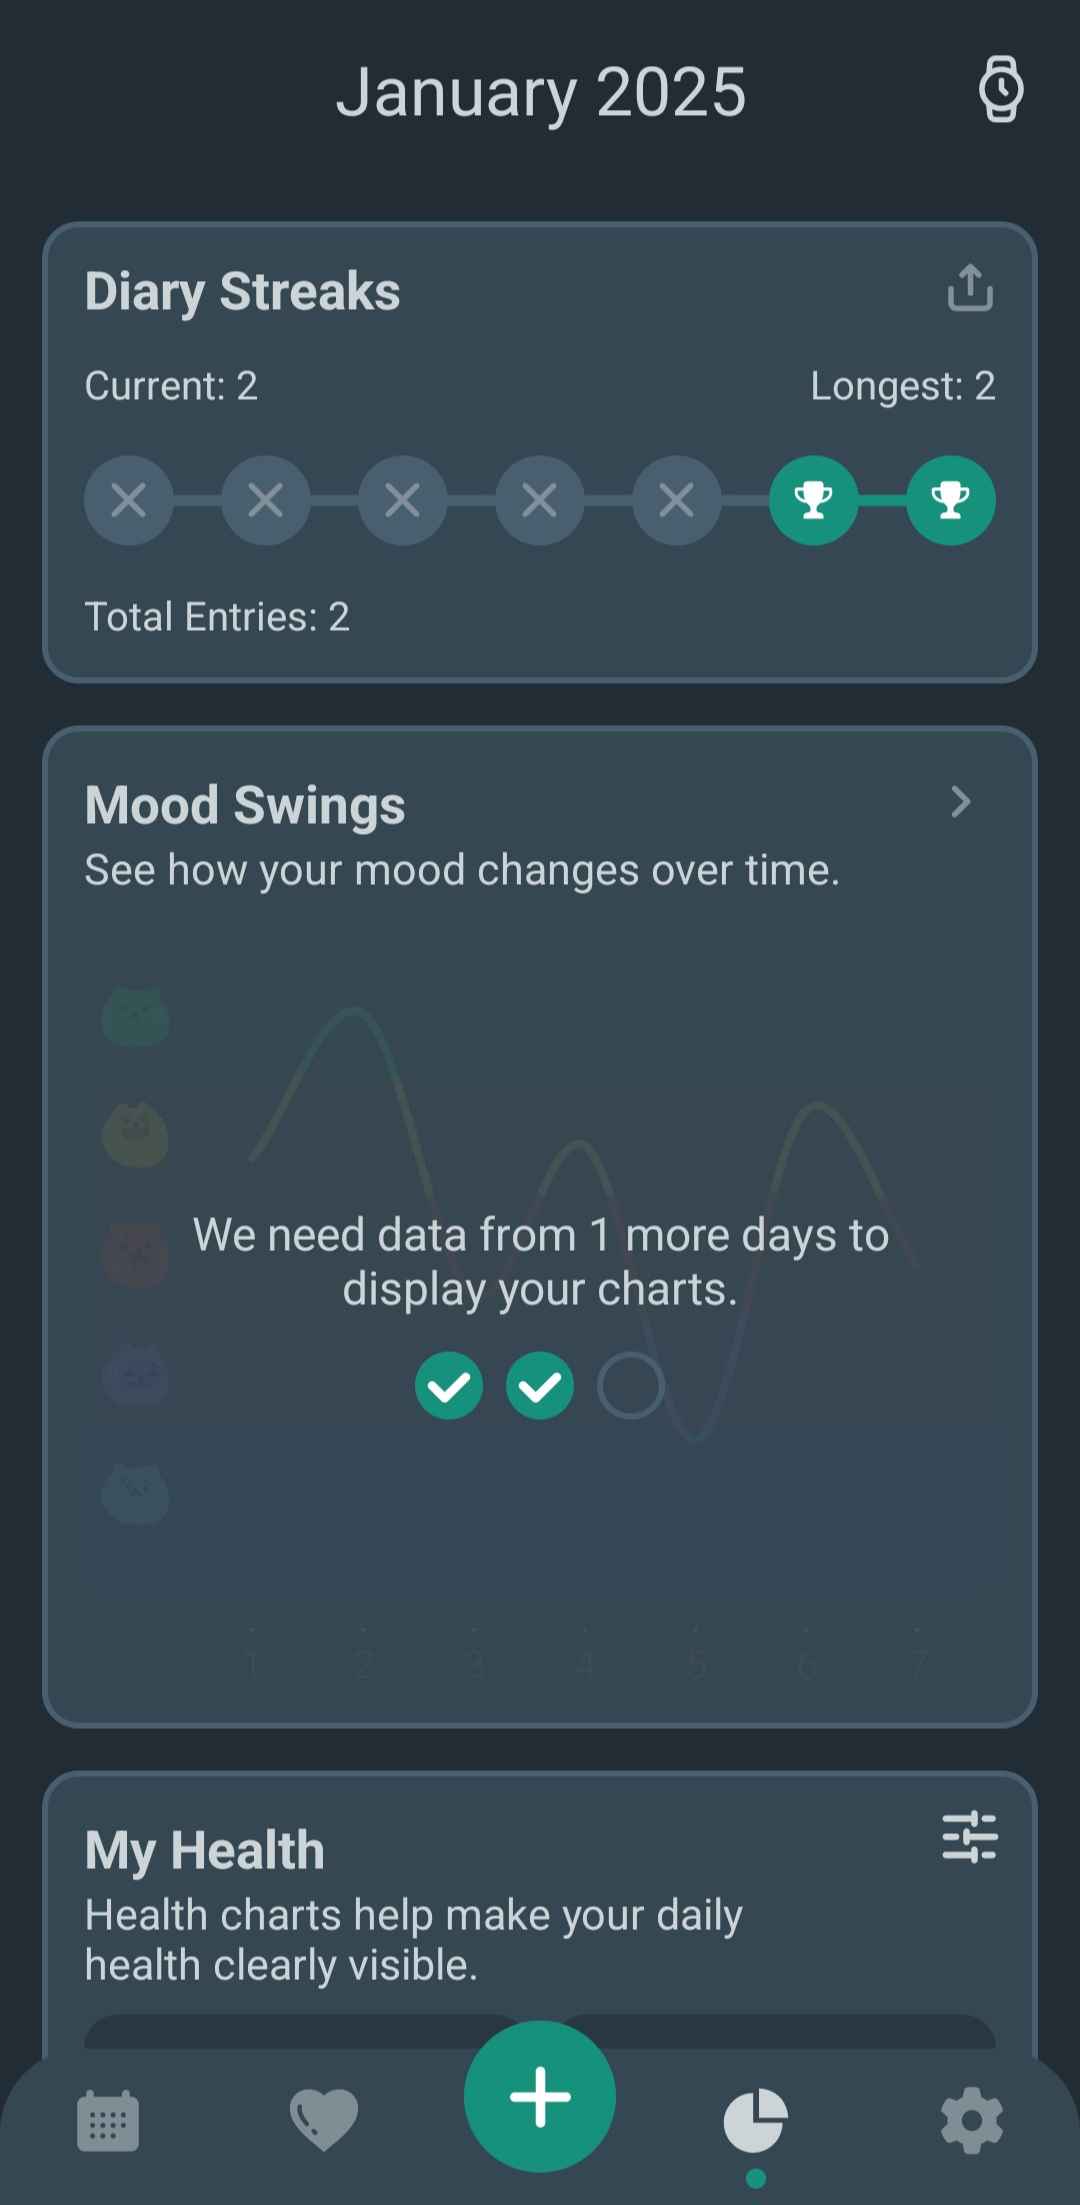 January 2025
Diary Streaks
Current: 2
Longest: 2
Total Entries: 2
Mood Swings
See how your mood changes over time.
We need data from 1 more days to
display your charts.
1 2 3 4 5 6 7
My Health
Health charts help make your daily
health clearly visible.